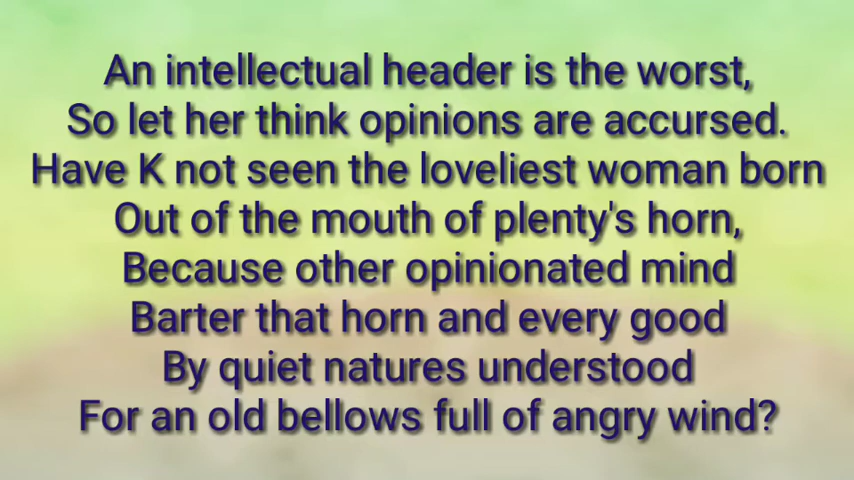 An intellectual header is the worst,
So let her think opinions are accursed.
Have K not seen the loveliest woman born
Out of the mouth of plenty's horn,
Because other opinionated mind
Barter that horn and every good
By quiet natures understood
For an old bellows full of angry wind?